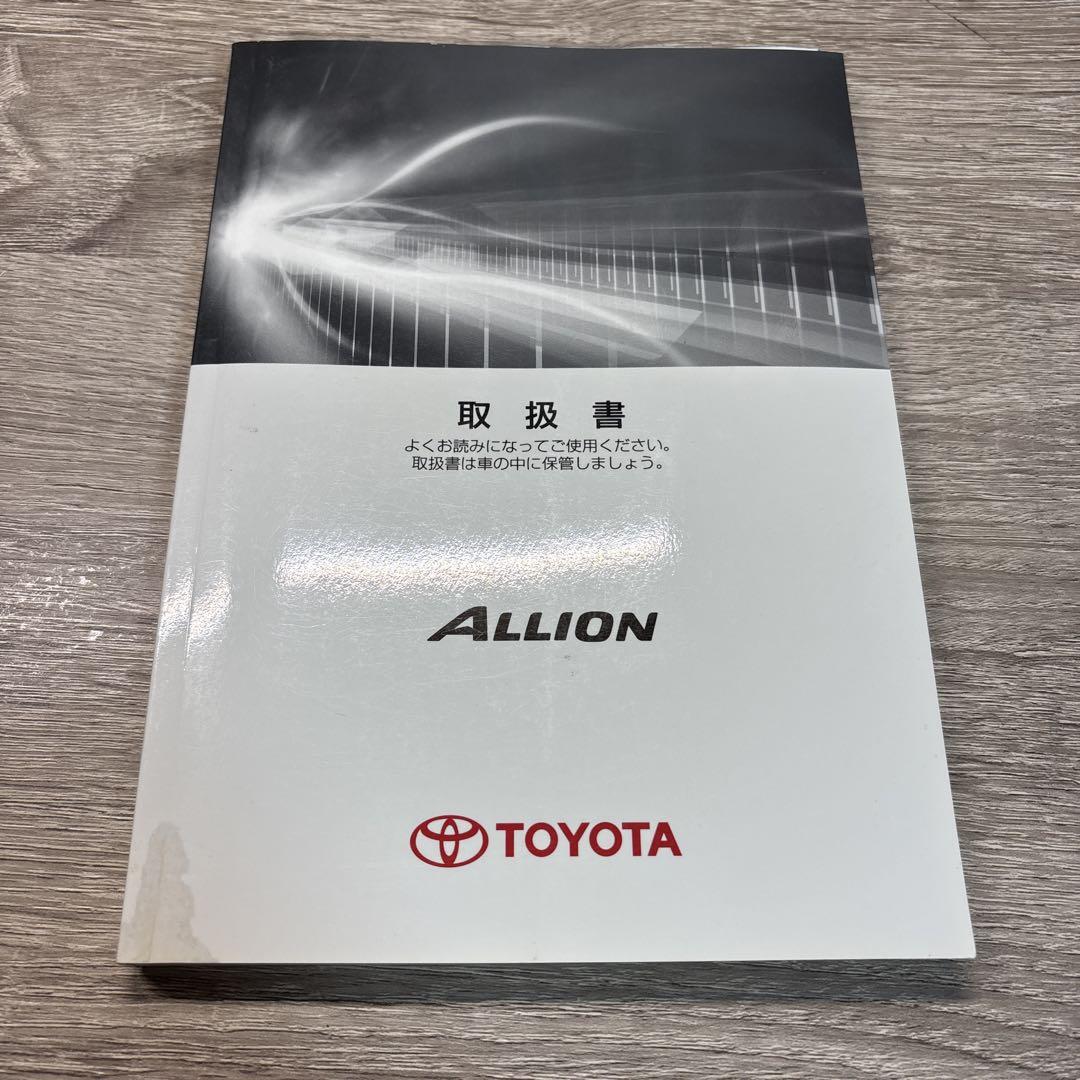 取扱書
よくお読みになってご使用ください。
取扱書は車の中に保管しましょう。
ALLION
TOYOTA